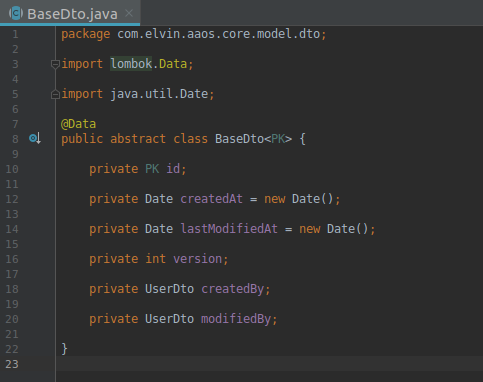 BaseDto.java
1 package com.elvin.aaos.core.model.dto;
2
3 import lombok.Data;
4
5 import java.util.Date;
6
7 @Data
8 public abstract class BaseDto<PK> {
9
10 private PK id;
11
12 private Date createdAt = new Date();
13
14 private Date lastModifiedAt = new Date();
15
16 private int version;
17
18 private UserDto createdBy;
19
20 private UserDto modifiedBy;
21
22 }
23